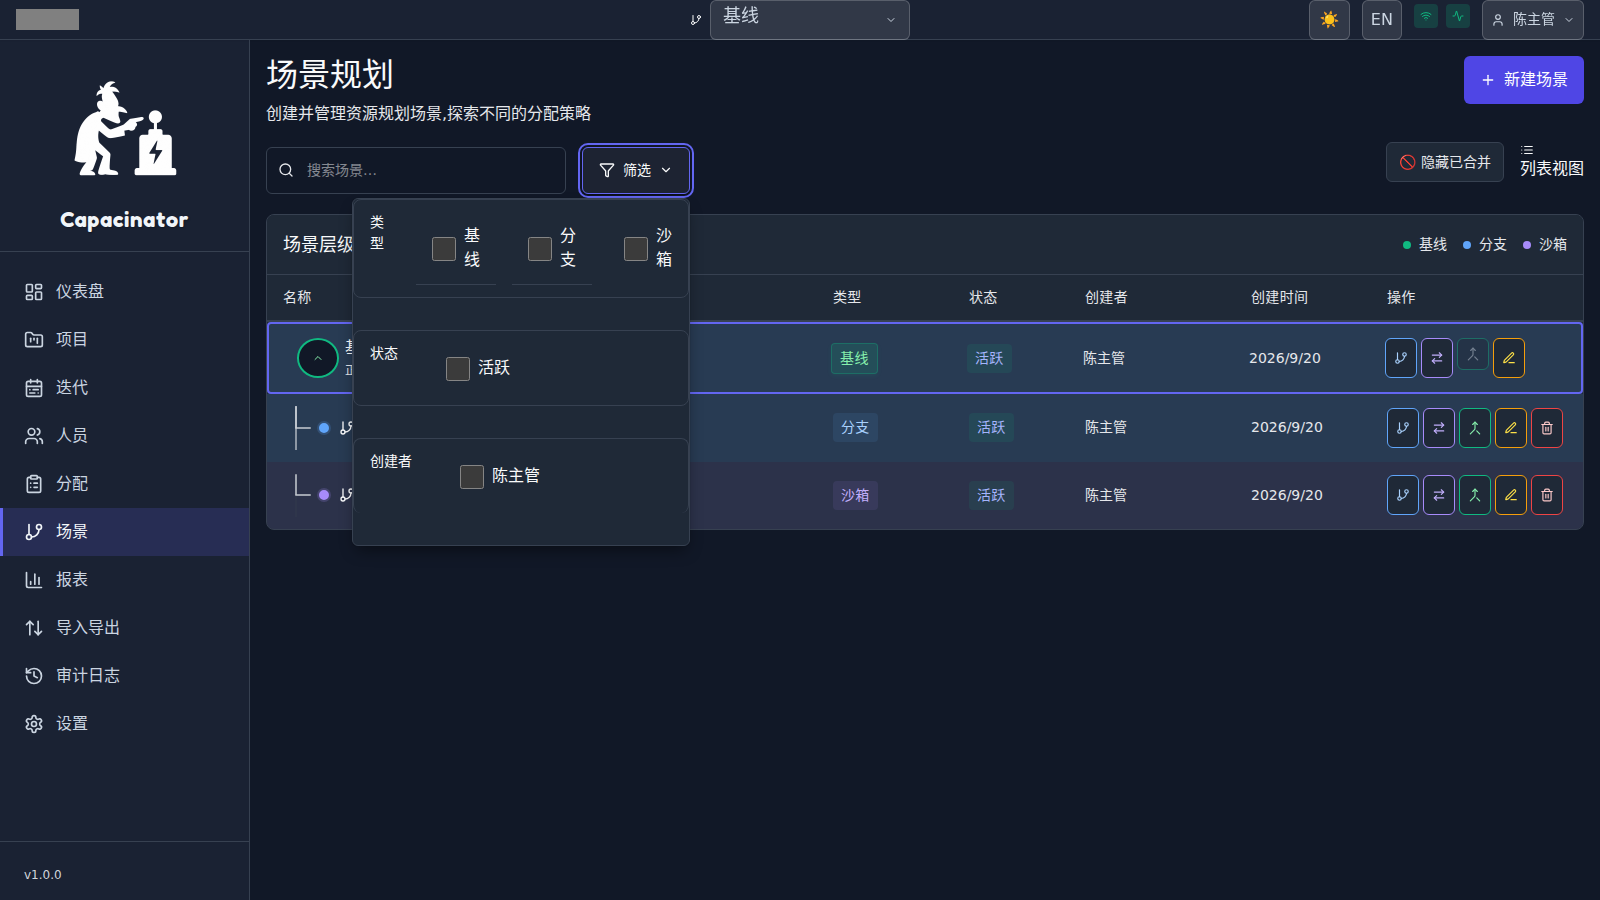 基线
☀️
EN
陈主管
Capacinator
仪表盘
项目
迭代
人员
分配
场景
报表
导入导出
审计日志
设置
v1.0.0
场景规划
创建并管理资源规划场景,探索不同的分配策略
新建场景
搜索场景...
筛选
🚫 隐藏已合并
列表视图
类型
基线
分支
沙箱
状态
活跃
创建者
陈主管
场景层级
基线
分支
沙箱
名称
类型
状态
创建者
创建时间
操作
基线
活跃
陈主管
2026/9/20
分支
活跃
陈主管
2026/9/20
沙箱
活跃
陈主管
2026/9/20